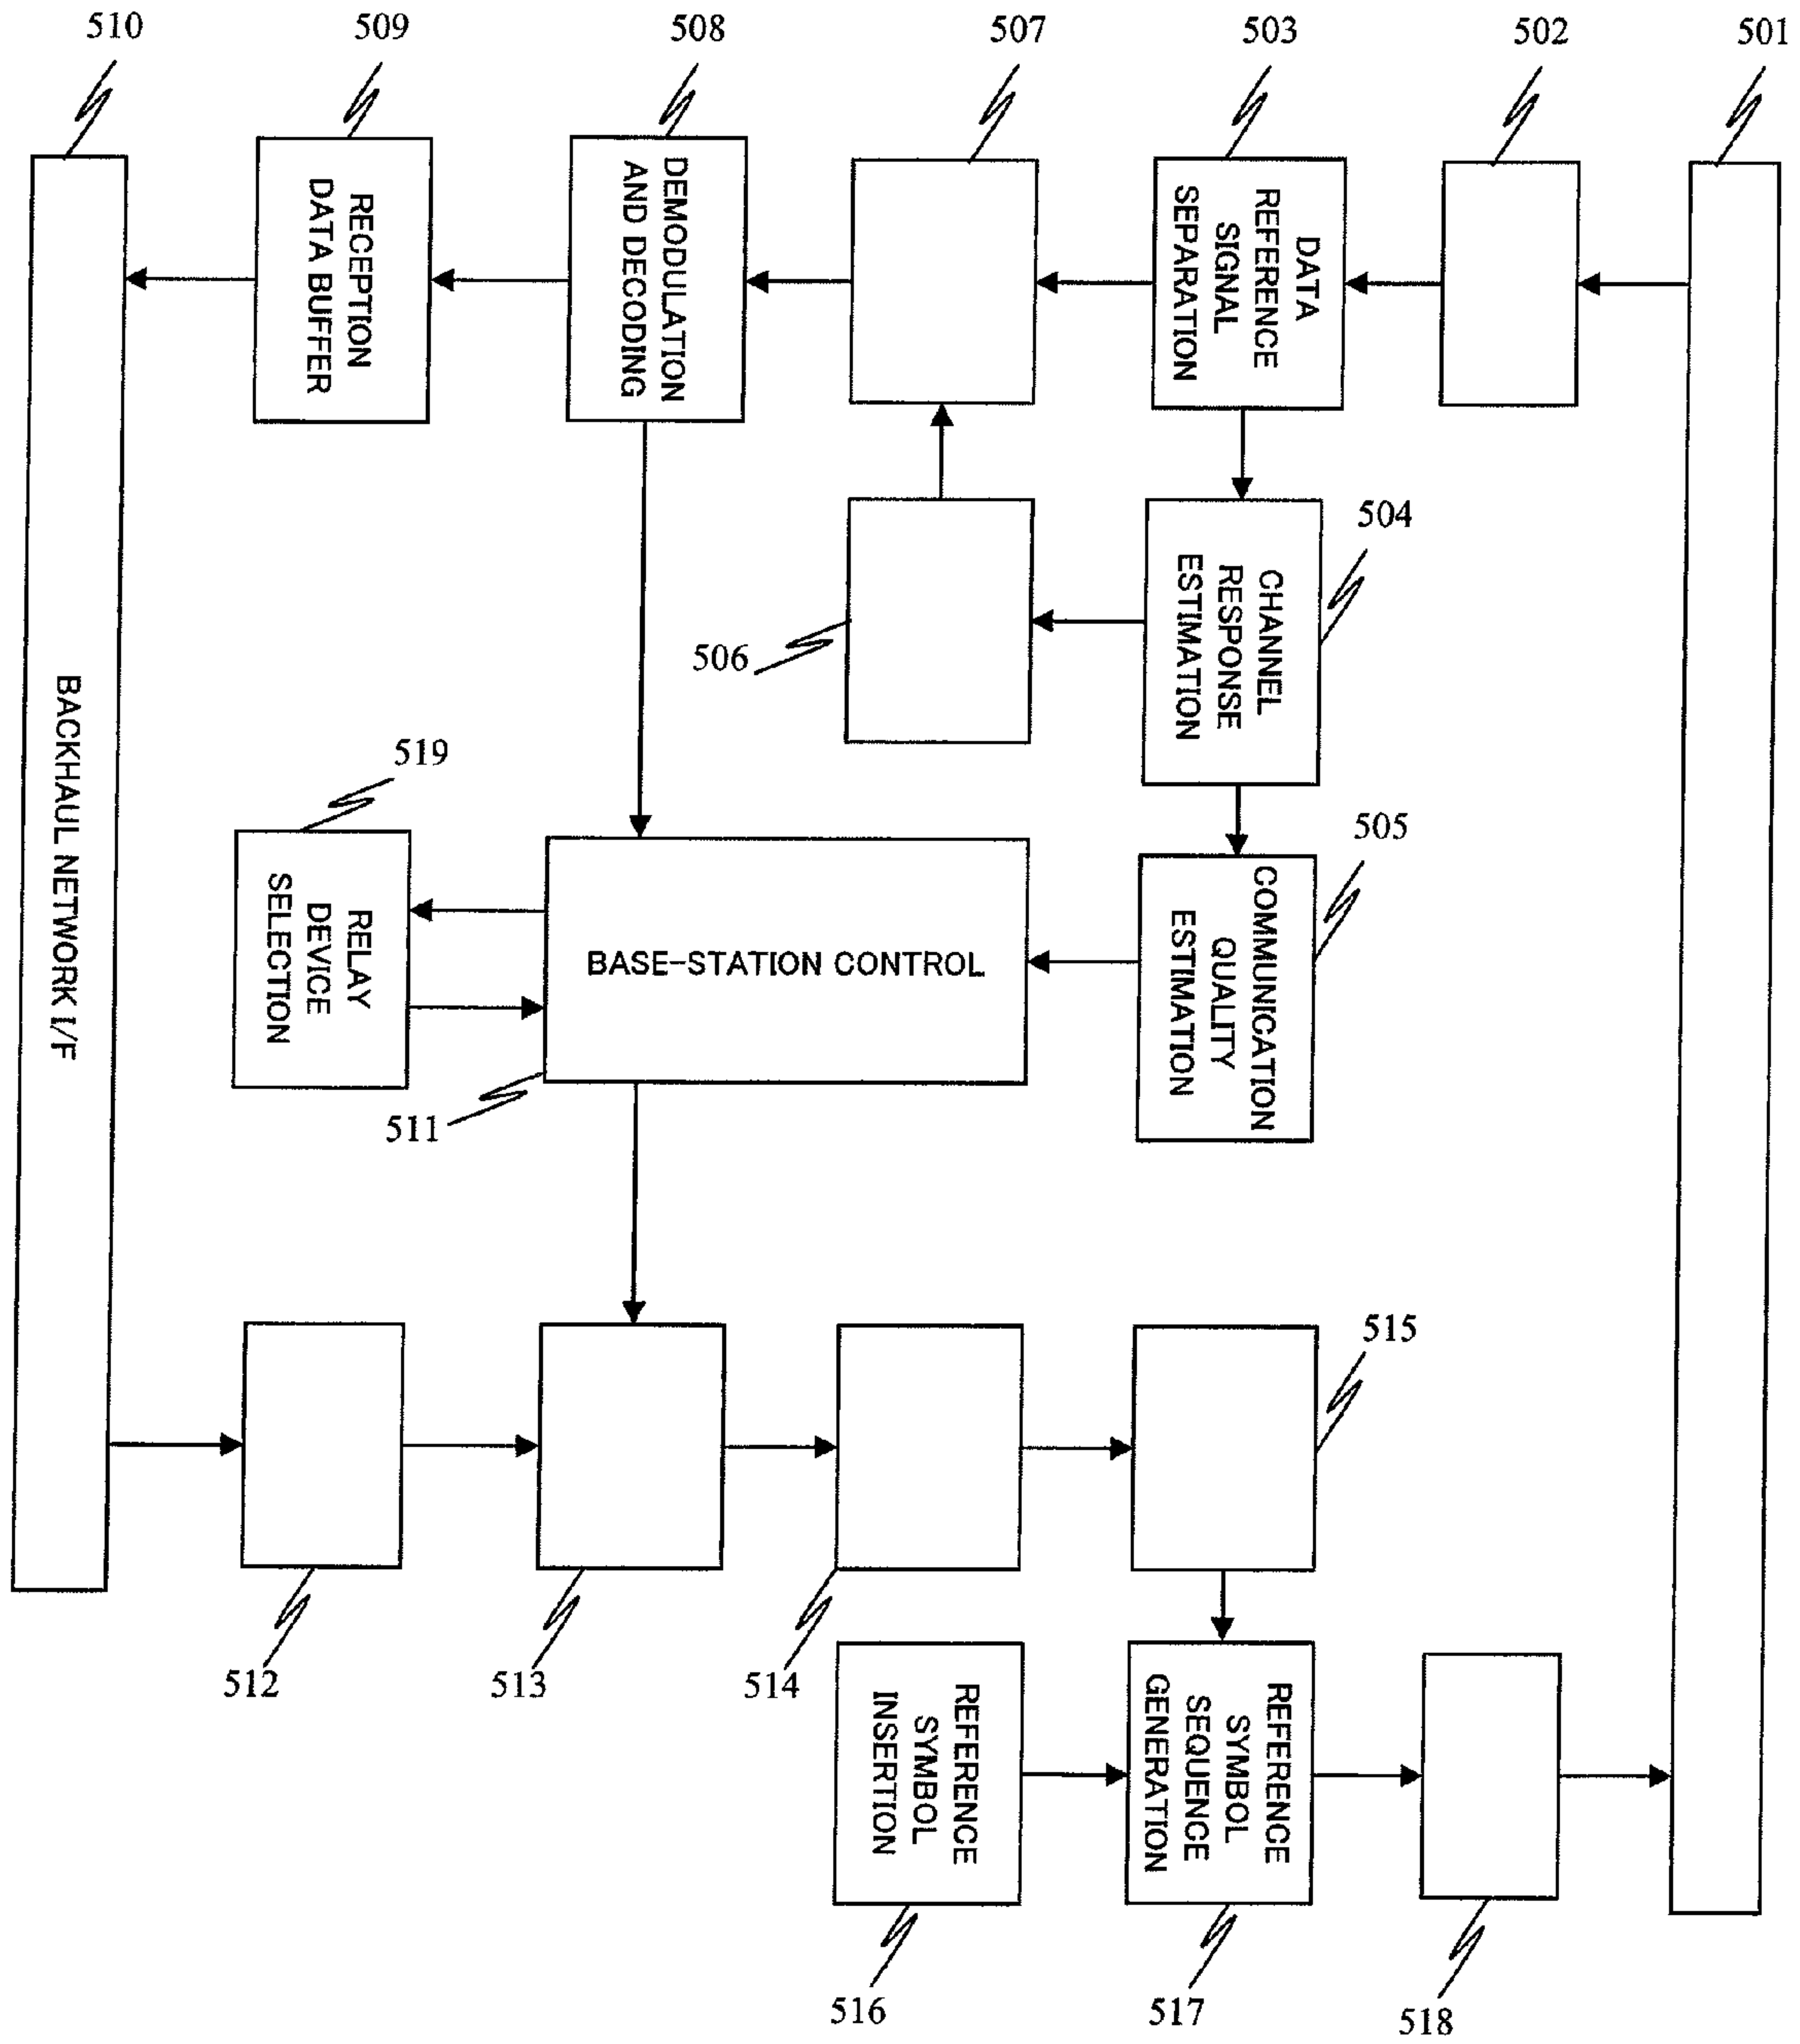 510
509
508
507
503
502
501
RECEPTION
DATA BUFFER
DEMODULATION
AND DECODING
DATA
REFERENCE
SIGNAL
SEPARATION
504
CHANNEL
RESPONSE
ESTIMATION
506
BACKHAUL NETWORK I/F
519
505
RELAY
DEVICE
SELECTION
BASE-STATION CONTROL
COMMUNICATION
QUALITY
ESTIMATION
511
515
512
513
514
REFERENCE
SYMBOL
INSERTION
REFERENCE
SYMBOL
SEQUENCE
GENERATION
516
517
518